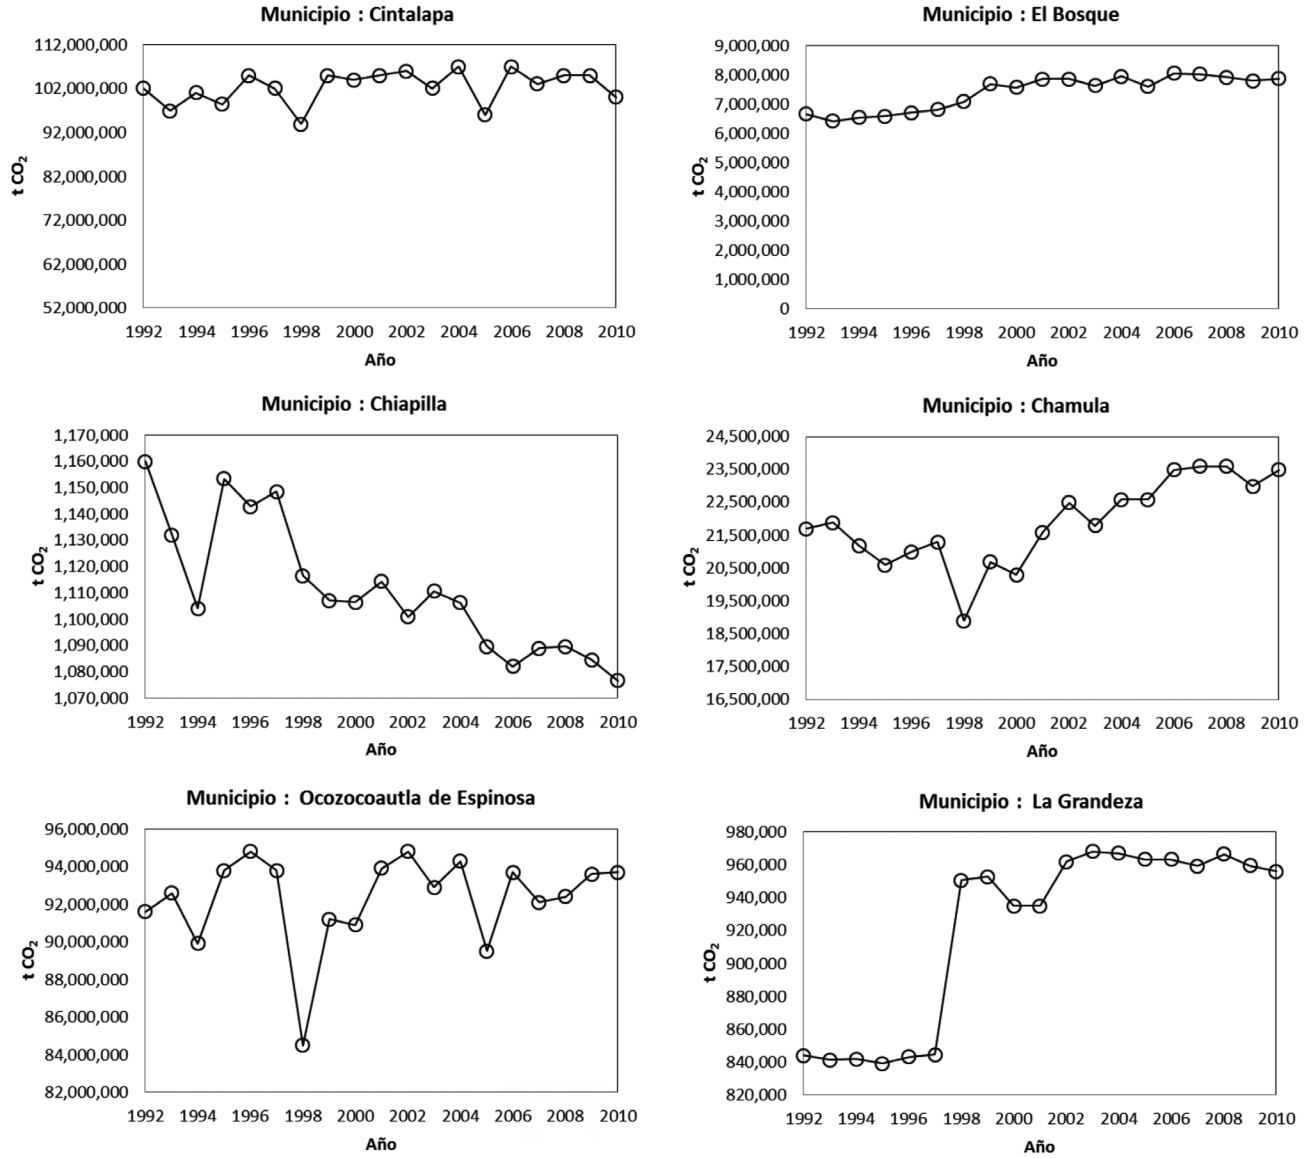 Municipio : Cintalapa
112,000,000
102,000,000
92,000,000
82,000,000
72,000,000
62,000,000
52,000,000
t CO₂
1992 1994 1996 1998 2000 2002 2004 2006 2008 2010
Año
Municipio : El Bosque
9,000,000
8,000,000
7,000,000
6,000,000
5,000,000
4,000,000
3,000,000
2,000,000
1,000,000
0
t CO₂
1992 1994 1996 1998 2000 2002 2004 2006 2008 2010
Año
Municipio : Chiapilla
1,170,000
1,160,000
1,150,000
1,140,000
1,130,000
1,120,000
1,110,000
1,100,000
1,090,000
1,080,000
1,070,000
t CO₂
1992 1994 1996 1998 2000 2002 2004 2006 2008 2010
Año
Municipio : Chamula
24,500,000
23,500,000
22,500,000
21,500,000
20,500,000
19,500,000
18,500,000
17,500,000
16,500,000
t CO₂
1992 1994 1996 1998 2000 2002 2004 2006 2008 2010
Año
Municipio : Ocozocoautla de Espinosa
96,000,000
94,000,000
92,000,000
90,000,000
88,000,000
86,000,000
84,000,000
82,000,000
t CO₂
1992 1994 1996 1998 2000 2002 2004 2006 2008 2010
Año
Municipio : La Grandeza
980,000
960,000
940,000
920,000
900,000
880,000
860,000
840,000
820,000
t CO₂
1992 1994 1996 1998 2000 2002 2004 2006 2008 2010
Año